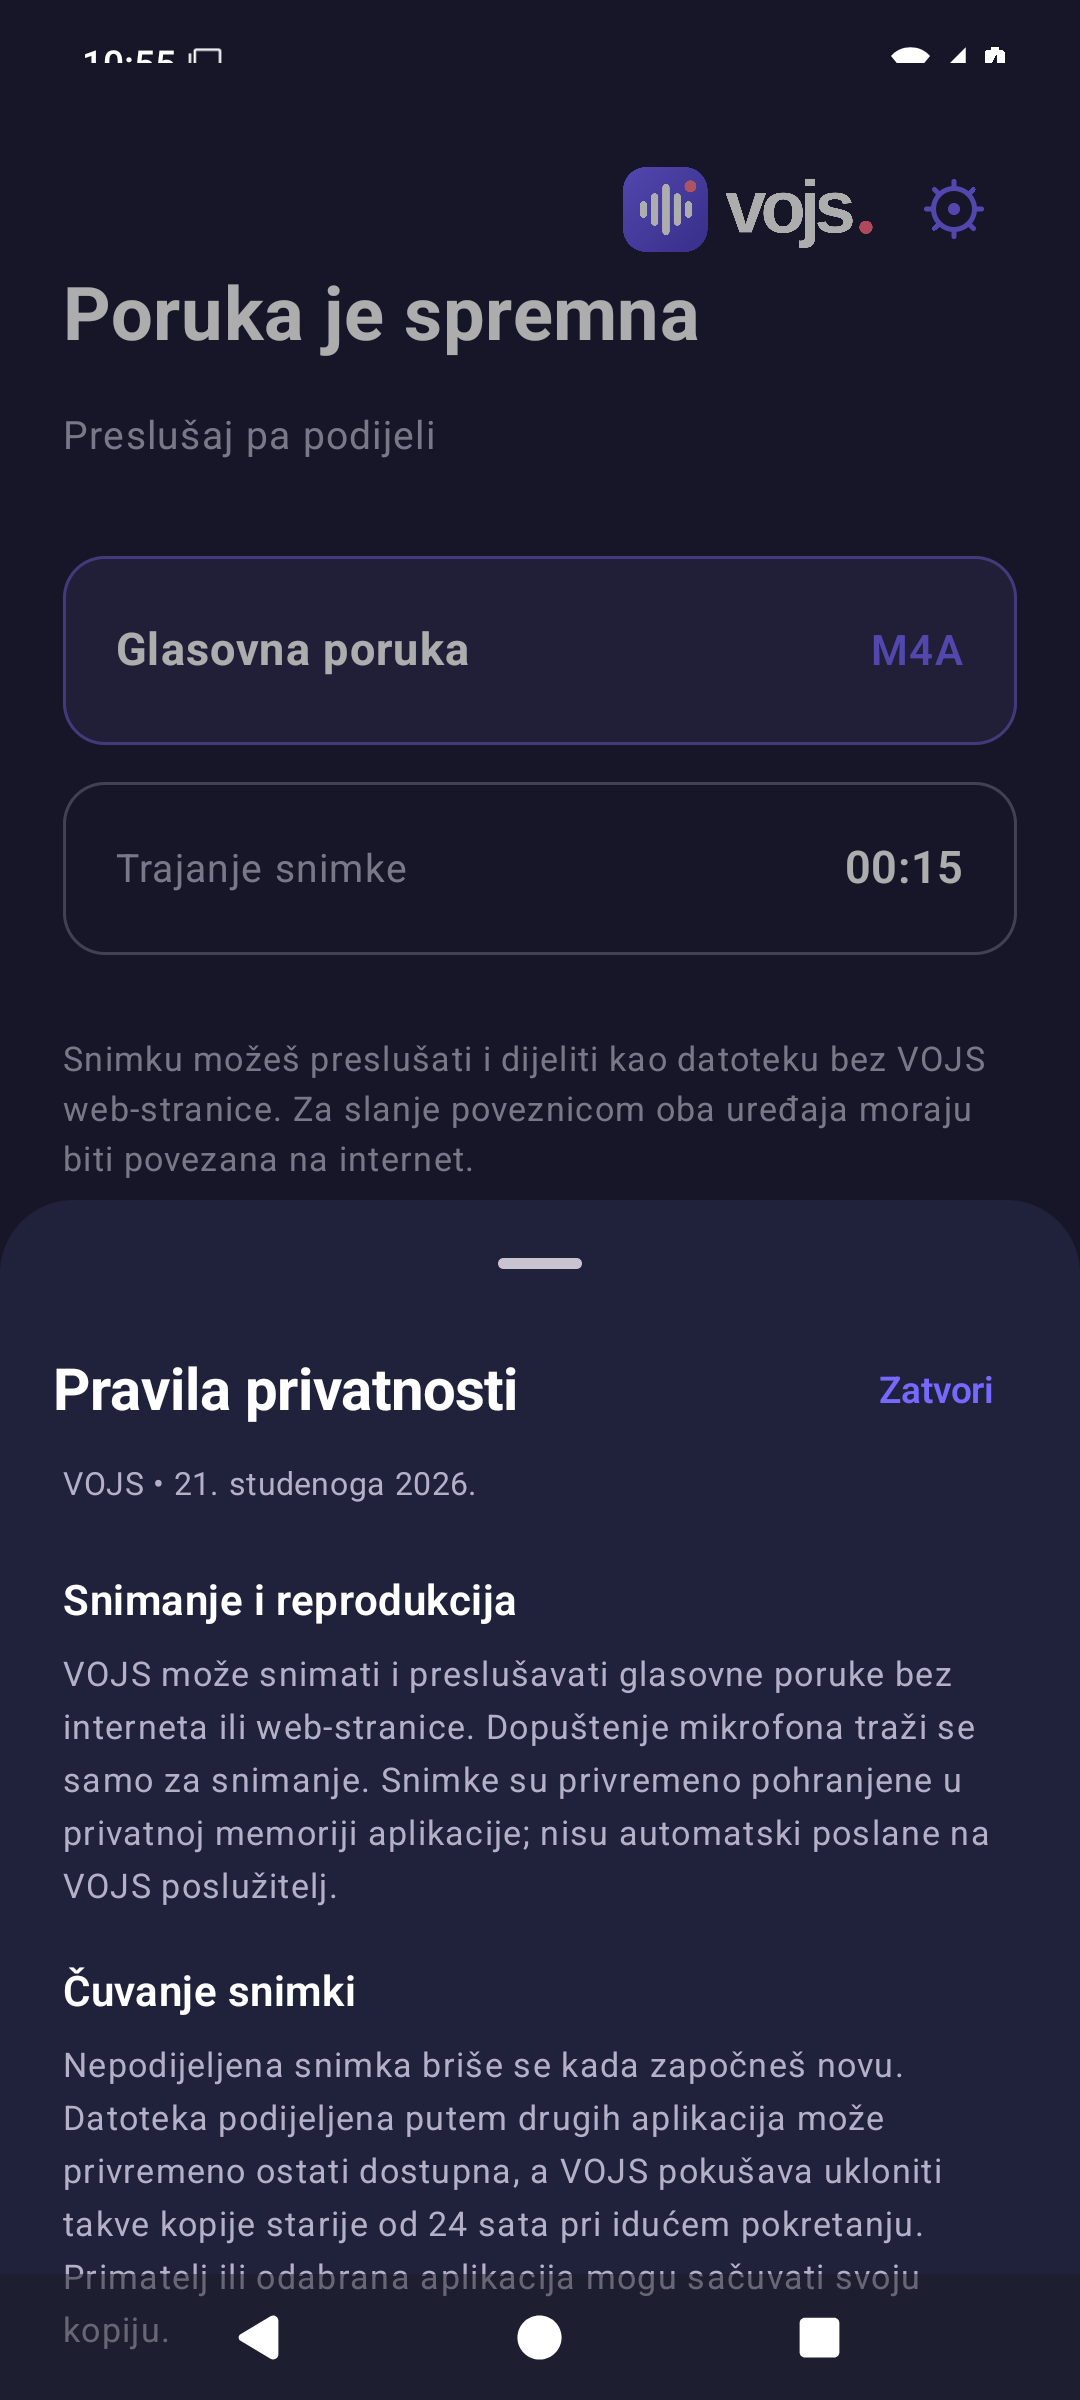 10:55
vojs.
Poruka je spremna
Preslušaj pa podijeli
Glasovna poruka
M4A
Trajanje snimke
00:15
Snimku možeš preslušati i dijeliti kao datoteku bez VOJS
web-stranice. Za slanje poveznicom oba uređaja moraju
biti povezana na internet.
Pravila privatnosti
Zatvori
VOJS • 21. studenoga 2026.
Snimanje i reprodukcija
VOJS može snimati i preslušavati glasovne poruke bez
interneta ili web-stranice. Dopuštenje mikrofona traži se
samo za snimanje. Snimke su privremeno pohranjene u
privatnoj memoriji aplikacije; nisu automatski poslane na
VOJS poslužitelj.
Čuvanje snimki
Nepodijeljena snimka briše se kada započneš novu.
Datoteka podijeljena putem drugih aplikacija može
privremeno ostati dostupna, a VOJS pokušava ukloniti
takve kopije starije od 24 sata pri idućem pokretanju.
Primatelj ili odabrana aplikacija mogu sačuvati svoju
kopiju.